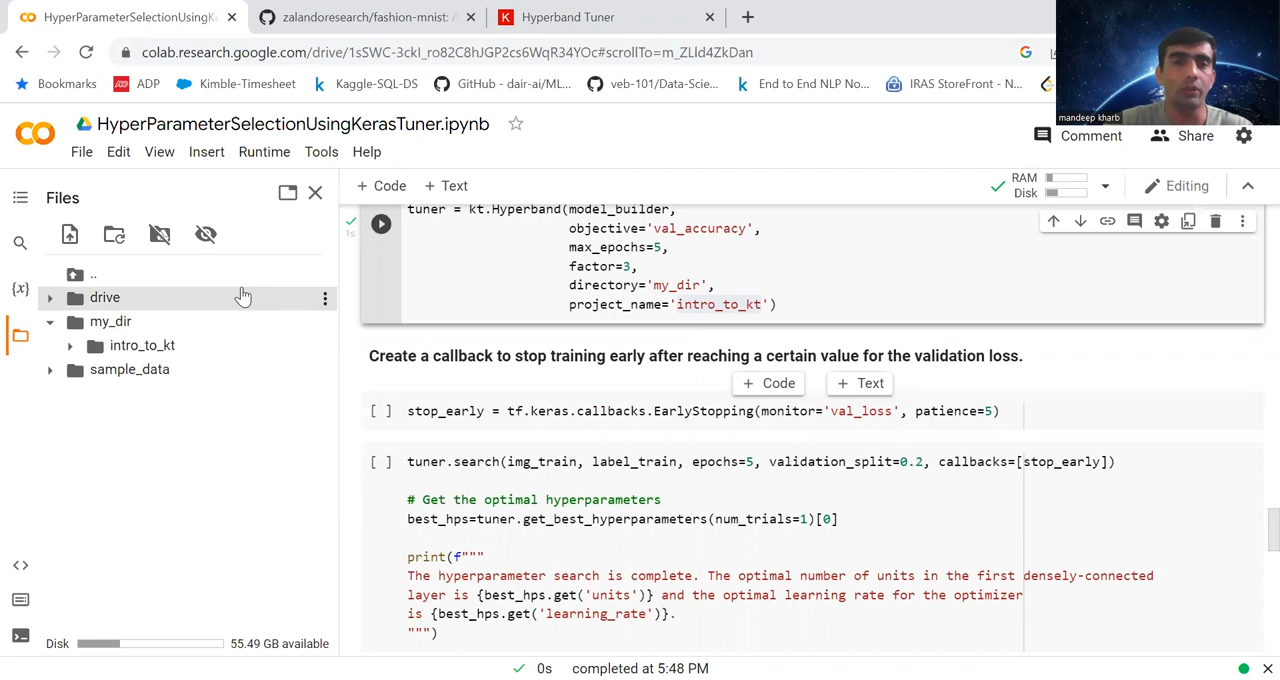 HyperParameterSelectionUsingK
zalandoresearch/fashion-mnist: A
Hyperband Tuner
colab.research.google.com/drive/1sSWC-3ckI_ro82C8hJGP2cs6WqR34YOc#scrollTo=m_ZLld4ZkDan
Bookmarks
ADP
Kimble-Timesheet
Kaggle-SQL-DS
GitHub - dair-ai/ML...
veb-101/Data-Scie...
End to End NLP No...
IRAS StoreFront - N...
mandeep kharb
HyperParameterSelectionUsingKerasTuner.ipynb
Comment
Share
File Edit View Insert Runtime Tools Help
Files
+ Code + Text
RAM
Disk
Editing
..
drive
my_dir
intro_to_kt
sample_data
{x}
1s
tuner = kt.Hyperband(model_builder,
objective='val_accuracy',
max_epochs=5,
factor=3,
directory='my_dir',
project_name='intro_to_kt')
Create a callback to stop training early after reaching a certain value for the validation loss.
+ Code + Text
[ ] stop_early = tf.keras.callbacks.EarlyStopping(monitor='val_loss', patience=5)
[ ] tuner.search(img_train, label_train, epochs=5, validation_split=0.2, callbacks=[stop_early])
# Get the optimal hyperparameters
best_hps=tuner.get_best_hyperparameters(num_trials=1)[0]
print(f"""
The hyperparameter search is complete. The optimal number of units in the first densely-connected
layer is {best_hps.get('units')} and the optimal learning rate for the optimizer
is {best_hps.get('learning_rate')}.
""")
Disk
55.49 GB available
0s completed at 5:48 PM